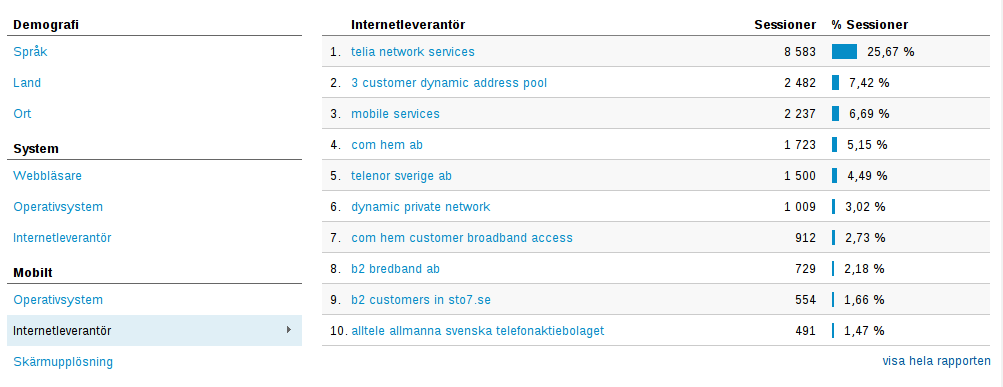 Demografi
Språk
Land
Ort
System
Webbläsare
Operativsystem
Internetleverantör
Mobilt
Operativsystem
Internetleverantör
Skärmupplösning
Internetleverantör Sessioner % Sessioner
1. telia network services 8 583 25,67 %
2. 3 customer dynamic address pool 2 482 7,42 %
3. mobile services 2 237 6,69 %
4. com hem ab 1 723 5,15 %
5. telenor sverige ab 1 500 4,49 %
6. dynamic private network 1 009 3,02 %
7. com hem customer broadband access 912 2,73 %
8. b2 bredband ab 729 2,18 %
9. b2 customers in sto7.se 554 1,66 %
10. alltele allmanna svenska telefonaktiebolaget 491 1,47 %
visa hela rapporten